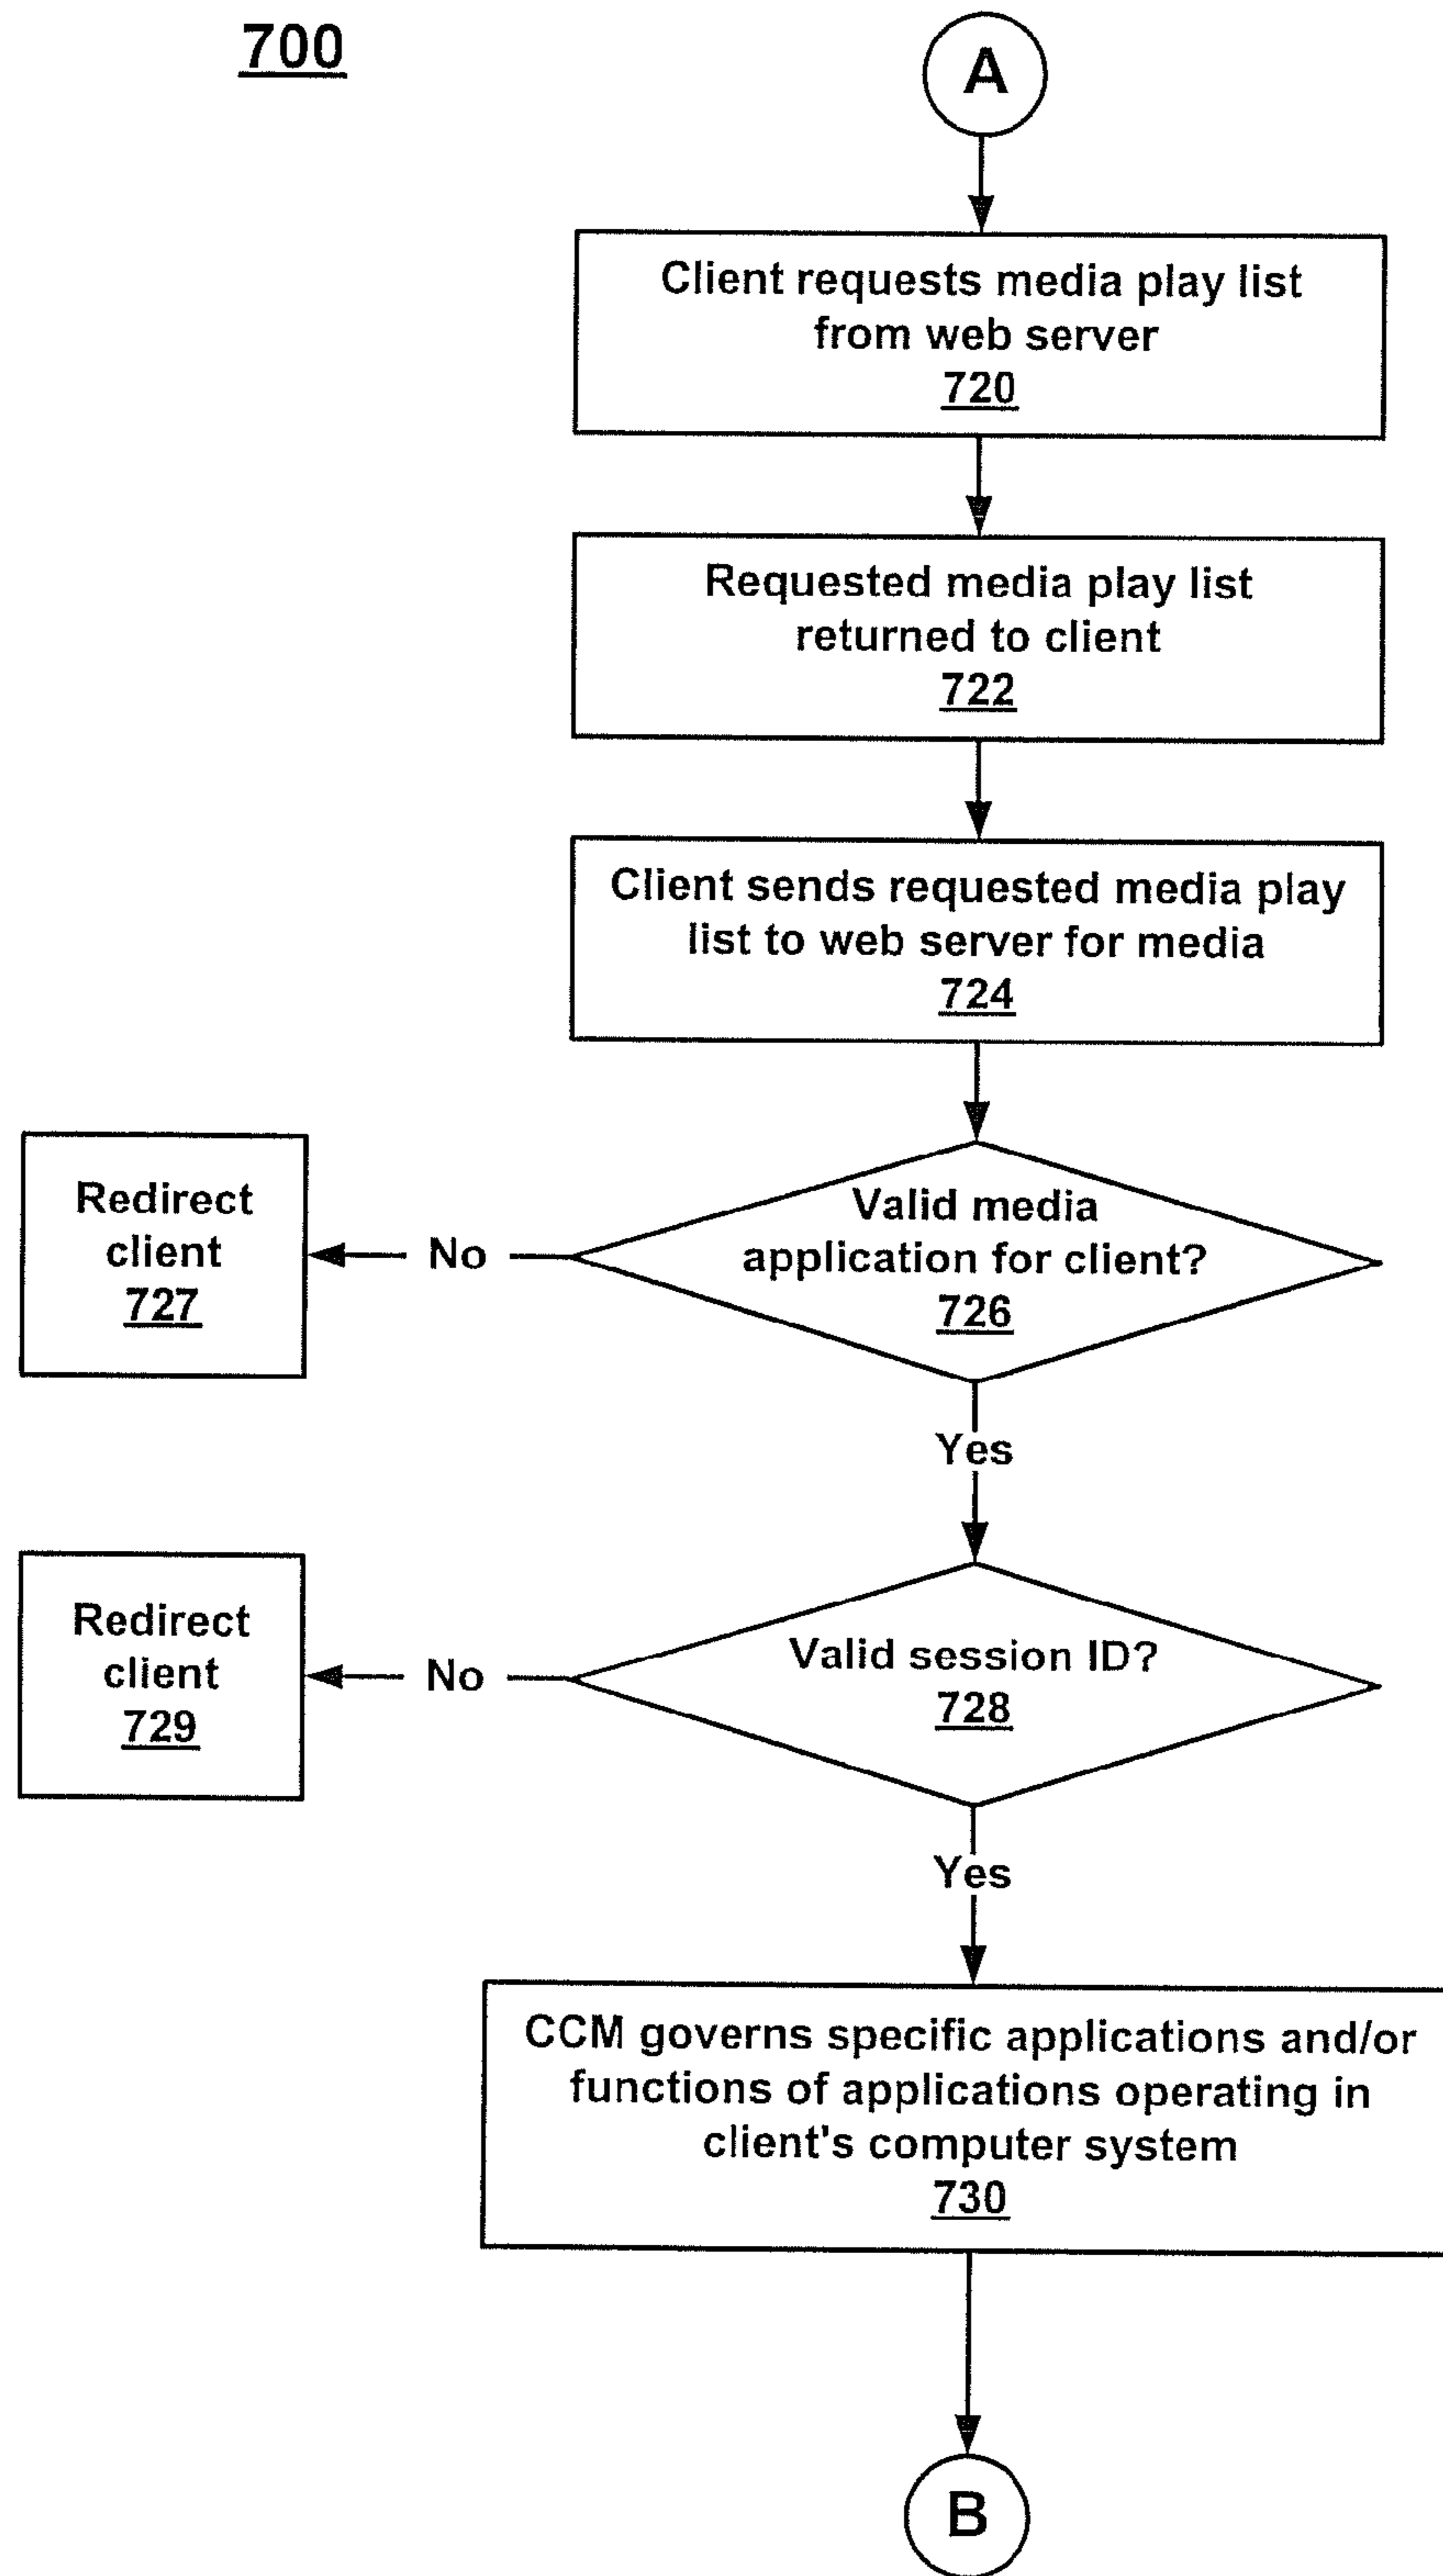 700
A
Client requests media play list
from web server
720
Requested media play list
returned to client
722
Client sends requested media play
list to web server for media
724
Valid media
application for client?
726
No
Redirect
client
727
Yes
Valid session ID?
728
No
Redirect
client
729
Yes
CCM governs specific applications and/or
functions of applications operating in
client's computer system
730
B